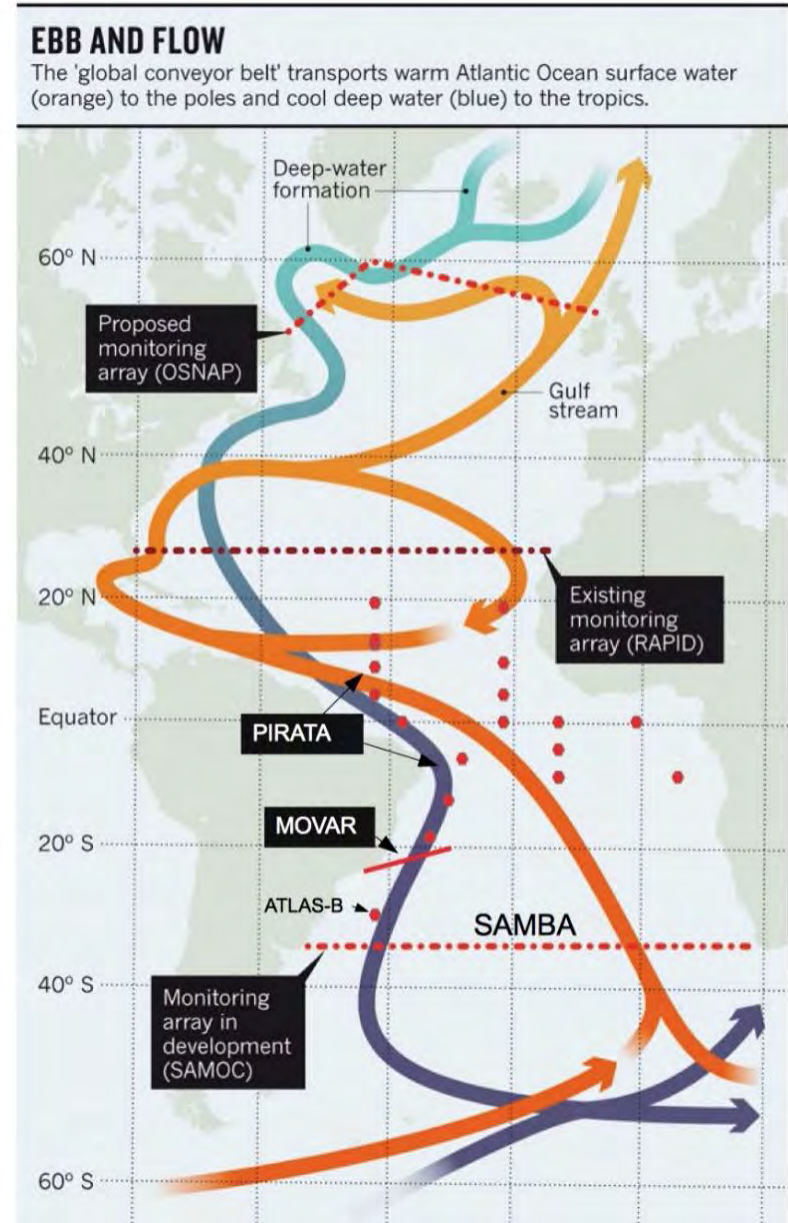 EBB AND FLOW
The 'global conveyor belt' transports warm Atlantic Ocean surface water
(orange) to the poles and cool deep water (blue) to the tropics.
Deep-water
formation
60° N
Proposed
monitoring
array (OSNAP)
Gulf
stream
40° N
20° N
Existing
monitoring
array (RAPID)
Equator
PIRATA
MOVAR
20° S
ATLAS-B
SAMBA
40° S
Monitoring
array in
development
(SAMOC)
60° S